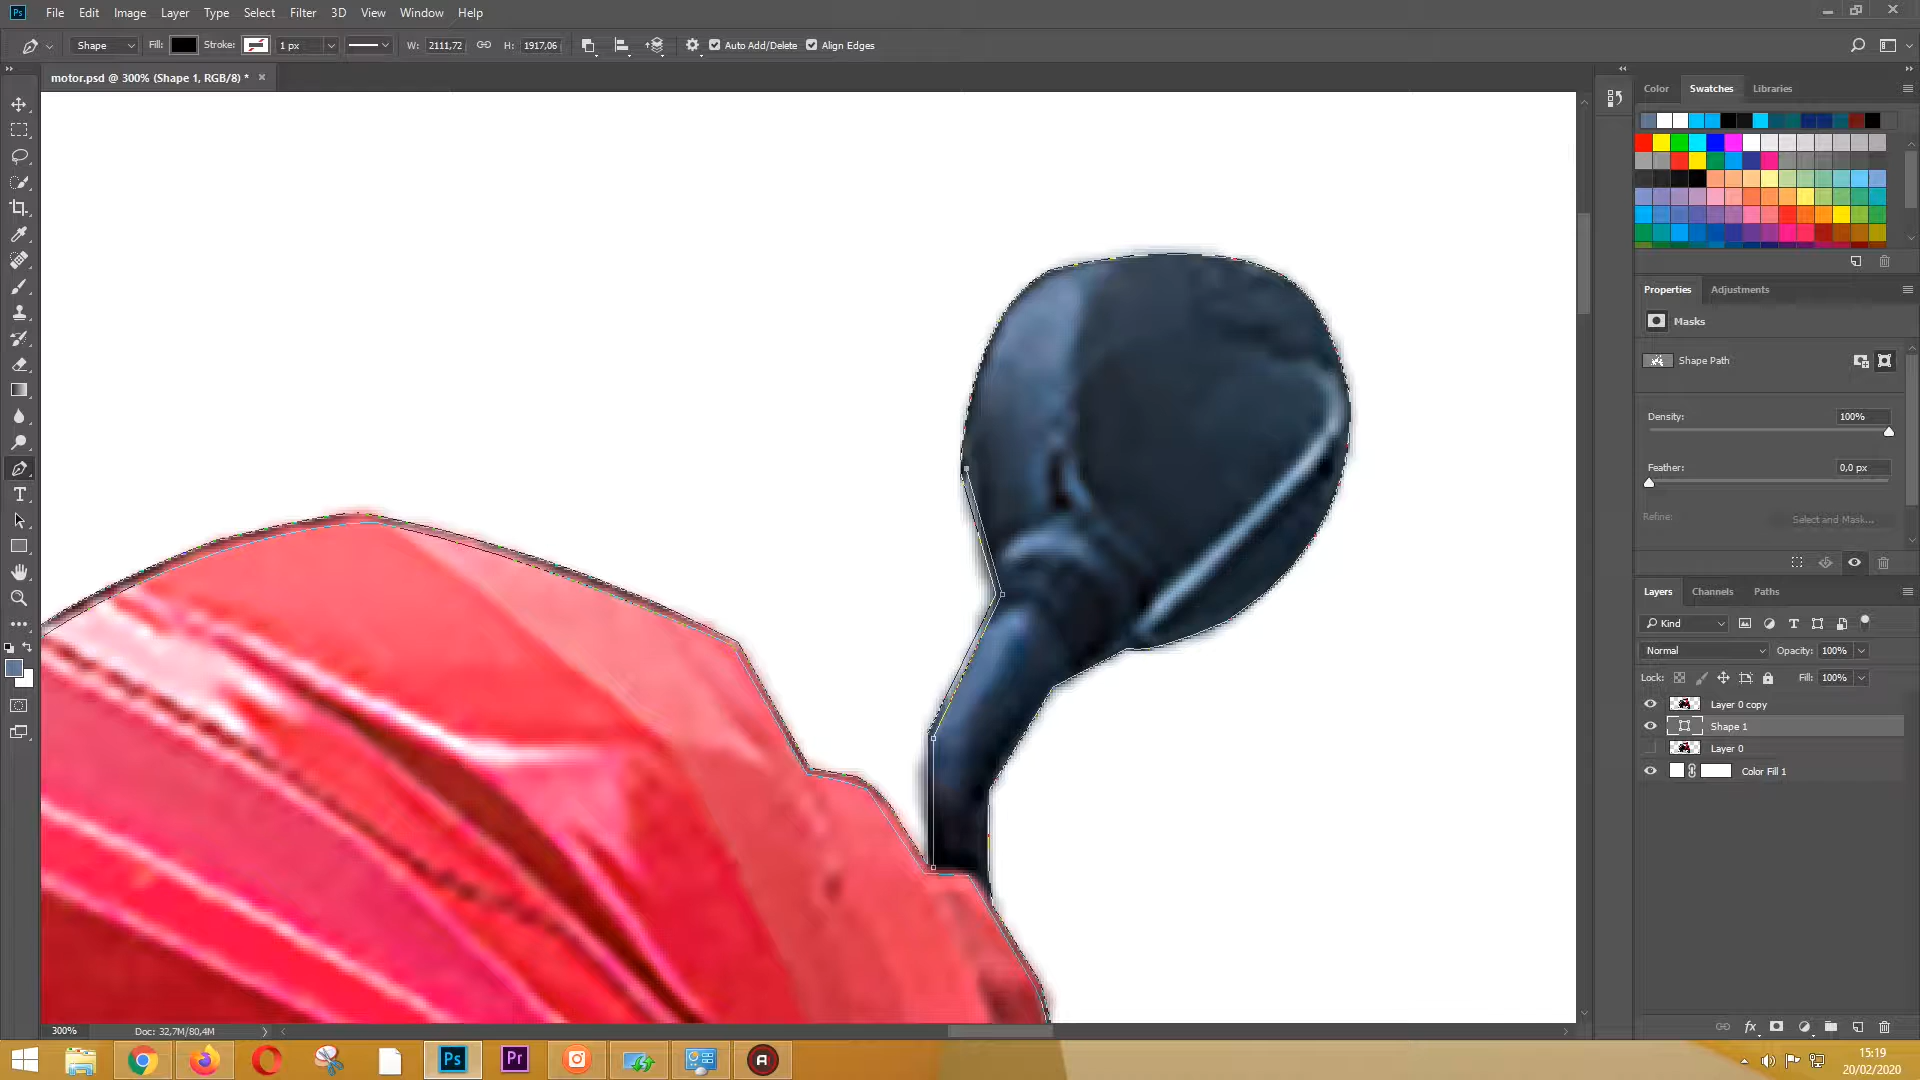 Ps File Edit Image Layer Type Select Filter 3D View Window Help
Shape Fill: Stroke: 1 px W: 2111,72 H: 1917,06 Auto Add/Delete Align Edges
motor.psd @ 300% (Shape 1, RGB/8) *
Color Swatches Libraries
Properties Adjustments
Masks
Shape Path
Density: 100%
Feather: 0,0 px
Refine: Select and Mask...
Layers Channels Paths
Kind
Normal Opacity: 100%
Lock: Fill: 100%
Layer 0 copy
Shape 1
Layer 0
Color Fill 1
fx
300% Doc: 32,7M/80,4M
Ps Pr
15:19
20/02/2020